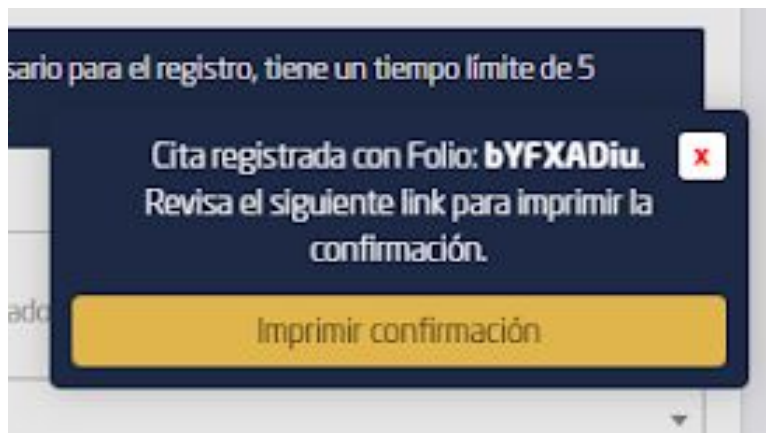 sario para el registro, tiene un tiempo límite de 5
Cita registrada con Folio: bYFXADiu.
x
Revisa el siguiente link para imprimir la
confirmación.
ado
Imprimir confirmación